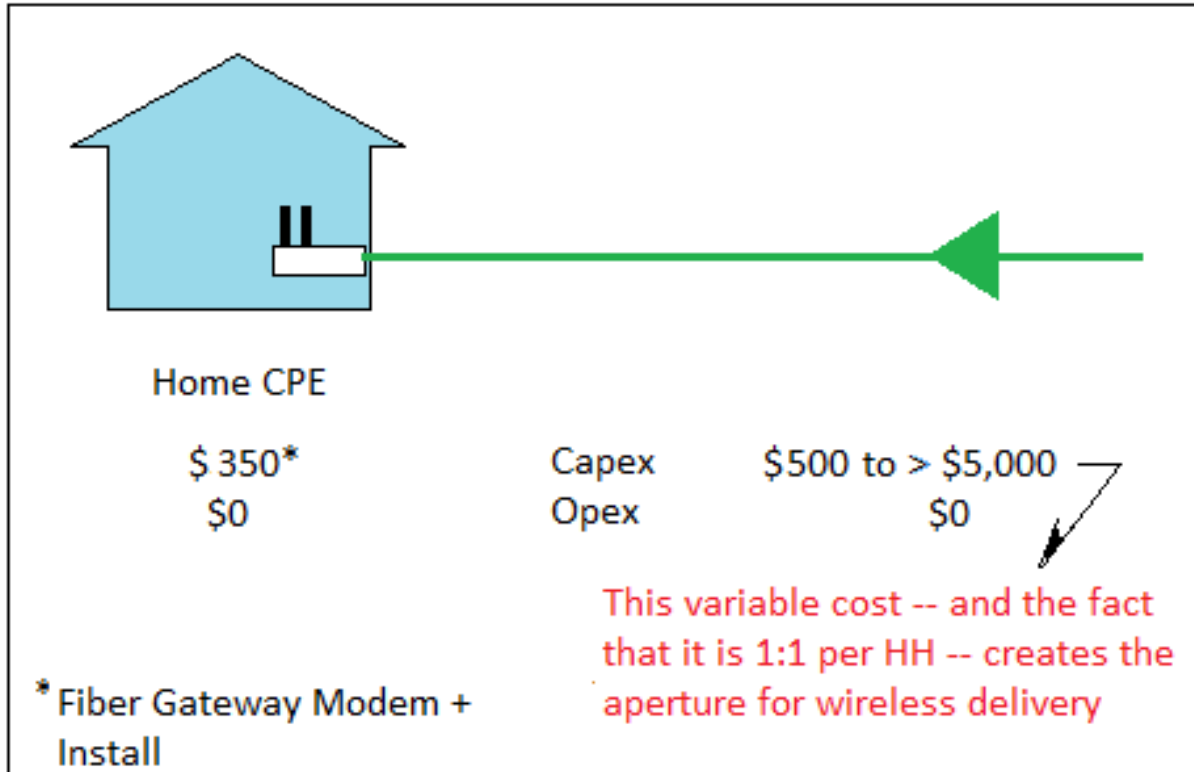 Home CPE
$ 350* Capex $500 to > $5,000
$0 Opex $0
This variable cost -- and the fact
that it is 1:1 per HH -- creates the
aperture for wireless delivery
* Fiber Gateway Modem +
Install